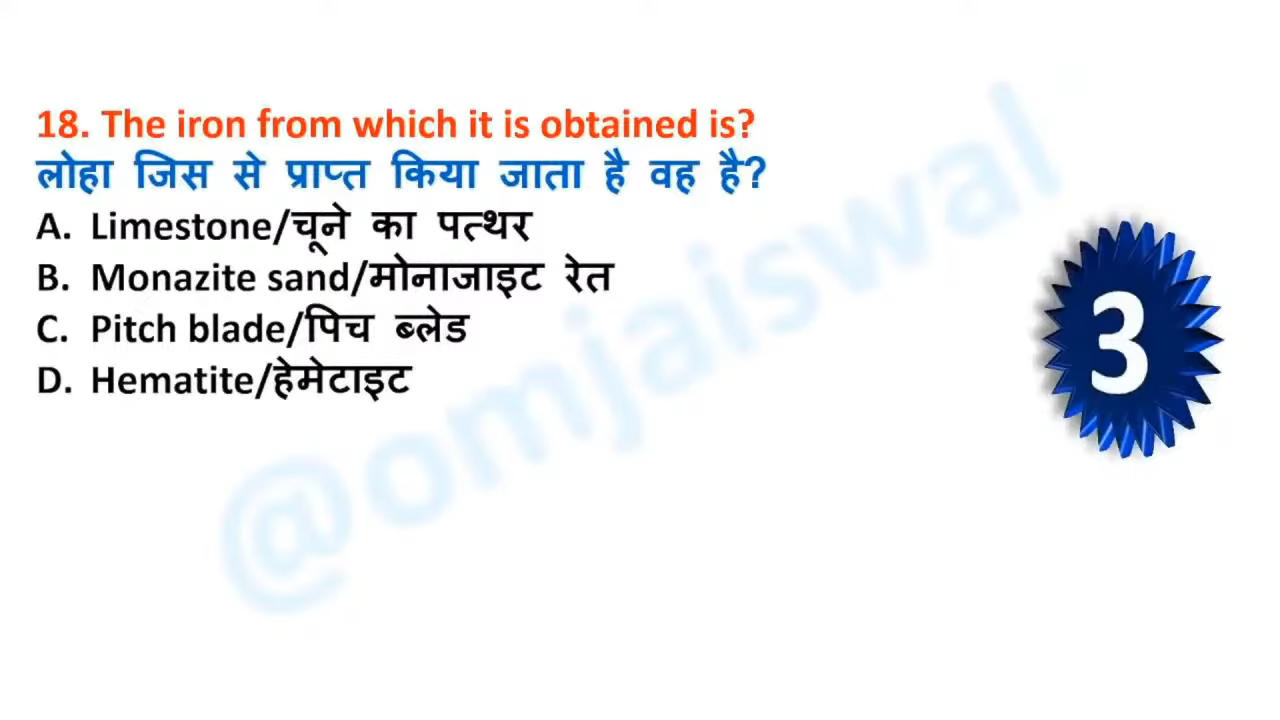 18. The iron from which it is obtained is?
लोहा जिस से प्राप्त किया जाता है वह है?
A. Limestone/चूने का पत्थर
B. Monazite sand/मोनाजाइट रेत
C. Pitch blade/पिच ब्लेड
D. Hematite/हेमेटाइट
3
@omjaiswal